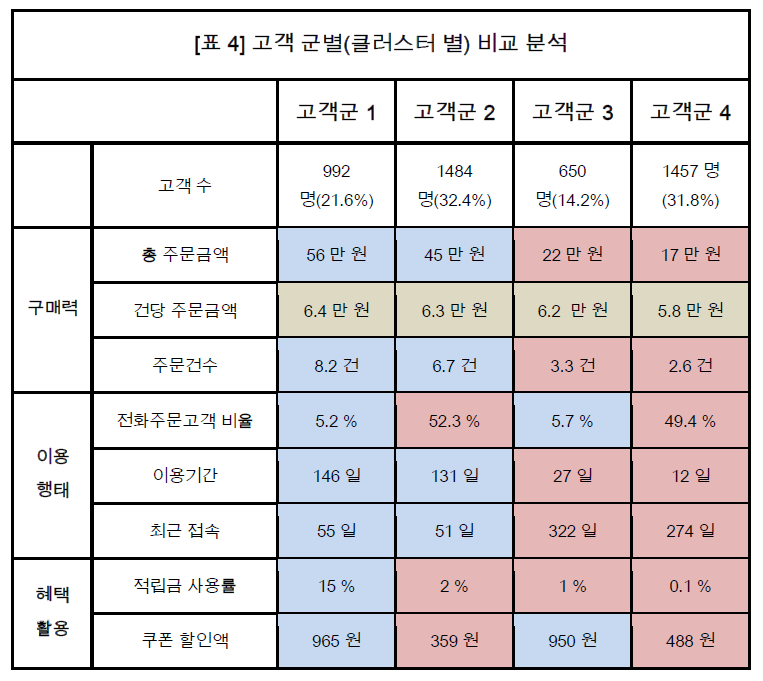 [표 4] 고객 군별(클러스터 별) 비교 분석
고객군 1 고객군 2 고객군 3 고객군 4
고객 수 992 명(21.6%) 1484 명(32.4%) 650 명(14.2%) 1457 명 (31.8%)
구매력
총 주문금액 56 만 원 45 만 원 22 만 원 17 만 원
건당 주문금액 6.4 만 원 6.3 만 원 6.2 만 원 5.8 만 원
주문건수 8.2 건 6.7 건 3.3 건 2.6 건
이용
행태
전화주문고객 비율 5.2 % 52.3 % 5.7 % 49.4 %
이용기간 146 일 131 일 27 일 12 일
최근 접속 55 일 51 일 322 일 274 일
혜택
활용
적립금 사용률 15 % 2 % 1 % 0.1 %
쿠폰 할인액 965 원 359 원 950 원 488 원